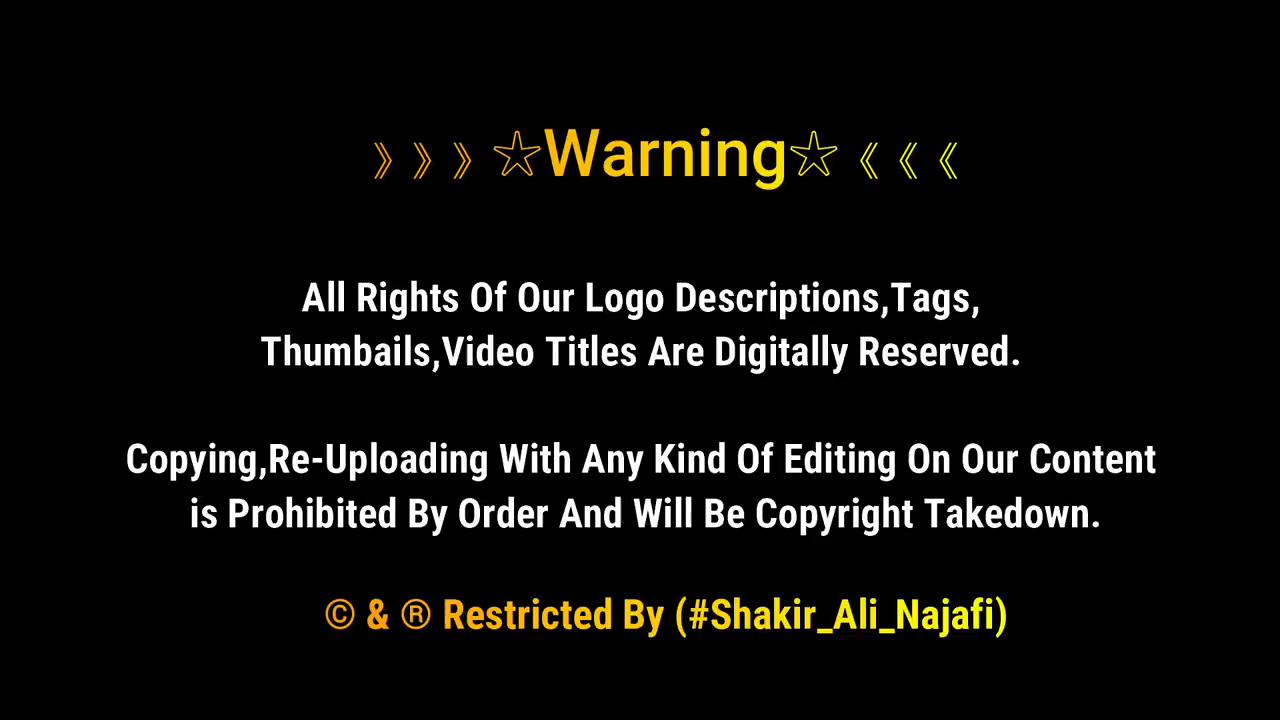 》》》☆Warning☆《《《
All Rights Of Our Logo Descriptions,Tags,
Thumbails,Video Titles Are Digitally Reserved.
Copying,Re-Uploading With Any Kind Of Editing On Our Content
is Prohibited By Order And Will Be Copyright Takedown.
© & ® Restricted By (#Shakir_Ali_Najafi)